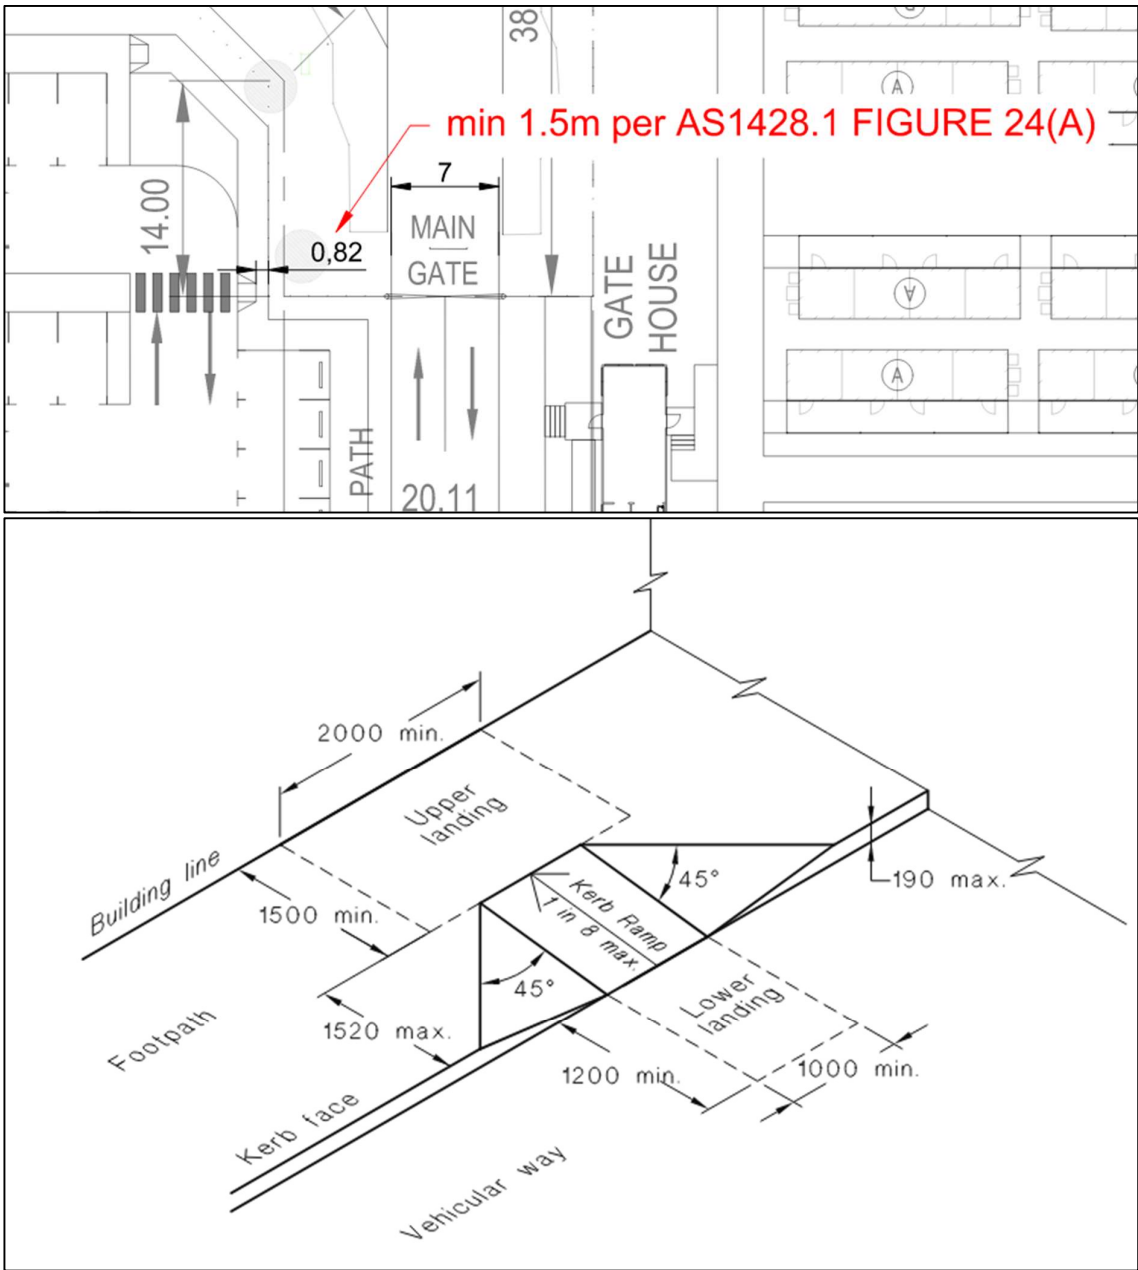 38
min 1.5m per AS1428.1 FIGURE 24(A)
A
A
7
14.00
MAIN
GATE
0,82
GATE
HOUSE
A
A
PATH
20.11
2000 min.
Upper
landing
Building line
1500 min.
45°
190 max.
Kerb Ramp
1 in 8 max.
45°
Footpath
1520 max.
Lower
landing
1200 min.
1000 min.
Kerb face
Vehicular way